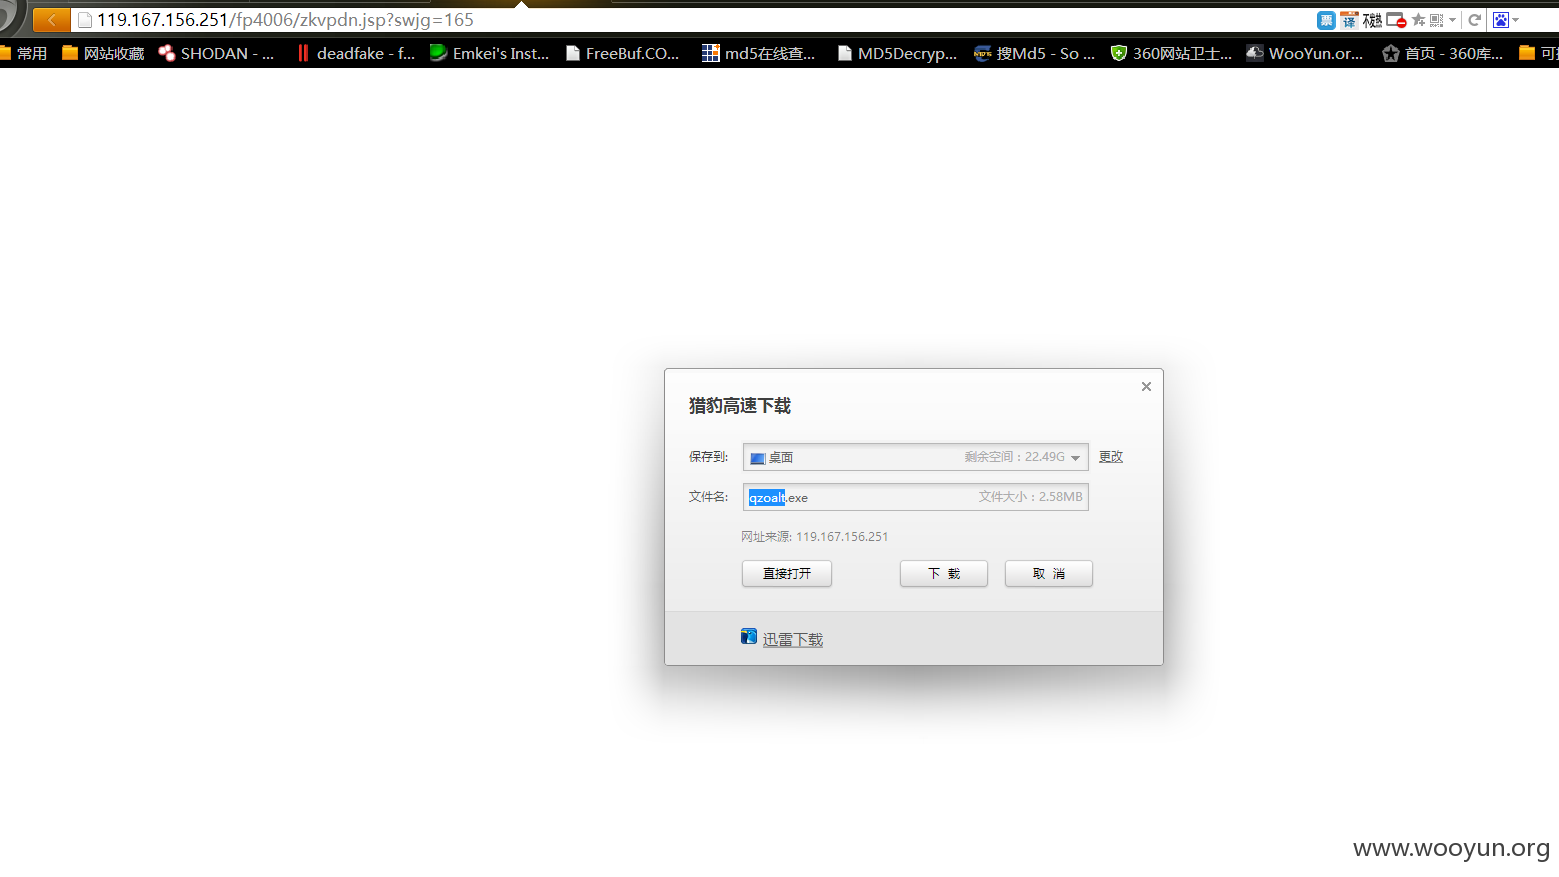 119.167.156.251/fp4006/zkvpdn.jsp?swjg=165
票 译
常用 网站收藏 SHODAN - ... deadfake - f... Emkei's Inst... FreeBuf.CO... md5在线查... MD5Decryp... 搜Md5 - So ... 360网站卫士... WooYun.or... 首页 - 360库...
猎豹高速下载
保存到: 桌面 剩余空间：22.49G 更改
文件名: qzoalt.exe 文件大小：2.58MB
网址来源: 119.167.156.251
直接打开 下 载 取 消
迅雷下载
www.wooyun.org